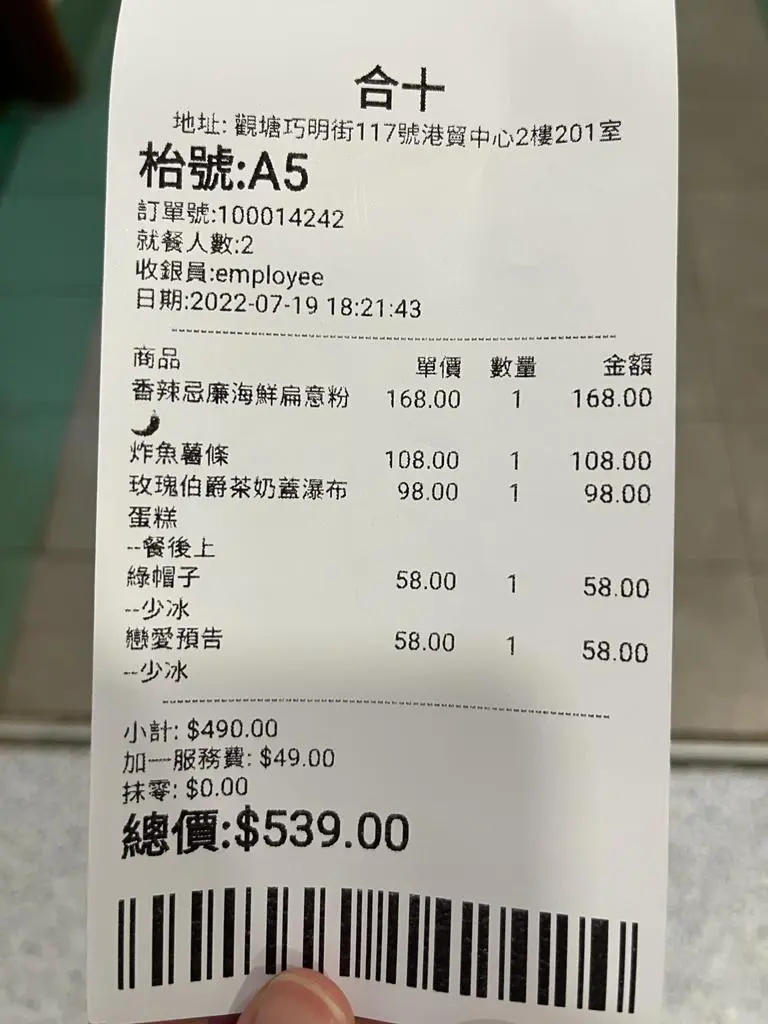 合十
地址: 觀塘巧明街117號港貿中心2樓201室
枱號:A5
訂單號:100014242
就餐人數:2
收銀員:employee
日期:2022-07-19 18:21:43
商品 單價 數量 金額
香辣忌廉海鮮扁意粉 168.00 1 168.00
炸魚薯條 108.00 1 108.00
玫瑰伯爵茶奶蓋瀑布 98.00 1 98.00
蛋糕
--餐後上
綠帽子 58.00 1 58.00
--少冰
戀愛預告 58.00 1 58.00
--少冰
小計: $490.00
加一服務費: $49.00
抹零: $0.00
總價:$539.00